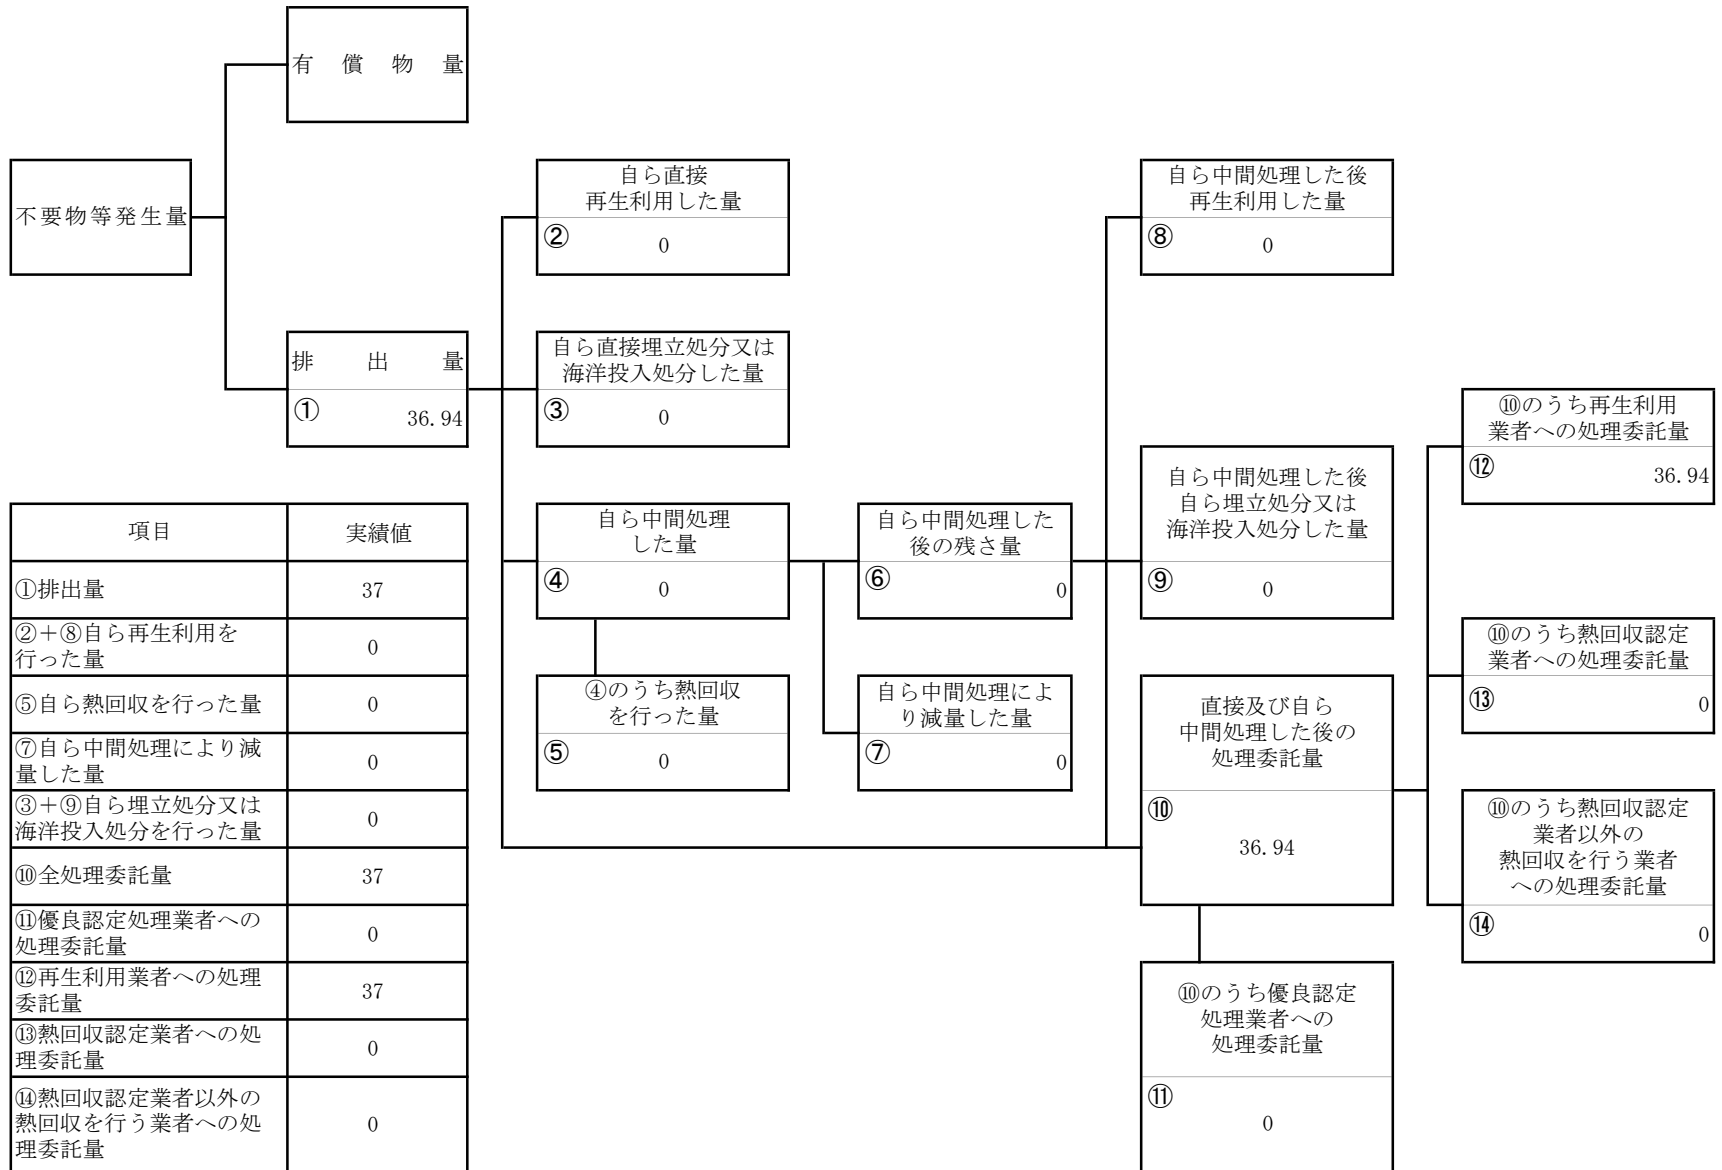 有償物量
不要物等発生量
排出量
①
36.94
自ら直接
再生利用した量
②
0
自ら直接埋立処分又は
海洋投入処分した量
③
0
自ら中間処理
した量
④
0
④のうち熱回収
を行った量
⑤
0
自ら中間処理した
後の残さ量
⑥
0
自ら中間処理によ
り減量した量
⑦
0
自ら中間処理した後
再生利用した量
⑧
0
自ら中間処理した後
自ら埋立処分又は
海洋投入処分した量
⑨
0
直接及び自ら
中間処理した後の
処理委託量
⑩
36.94
⑩のうち優良認定
処理業者への
処理委託量
⑪
0
⑩のうち再生利用
業者への処理委託量
⑫
36.94
⑩のうち熱回収認定
業者への処理委託量
⑬
0
⑩のうち熱回収認定
業者以外の
熱回収を行う業者
への処理委託量
⑭
0
項目 実績値
①排出量 37
②+⑧自ら再生利用を
行った量 0
⑤自ら熱回収を行った量 0
⑦自ら中間処理により減
量した量 0
③+⑨自ら埋立処分又は
海洋投入処分を行った量 0
⑩全処理委託量 37
⑪優良認定処理業者への
処理委託量 0
⑫再生利用業者への処理
委託量 37
⑬熱回収認定業者への処
理委託量 0
⑭熱回収認定業者以外の
熱回収を行う業者への処
理委託量 0